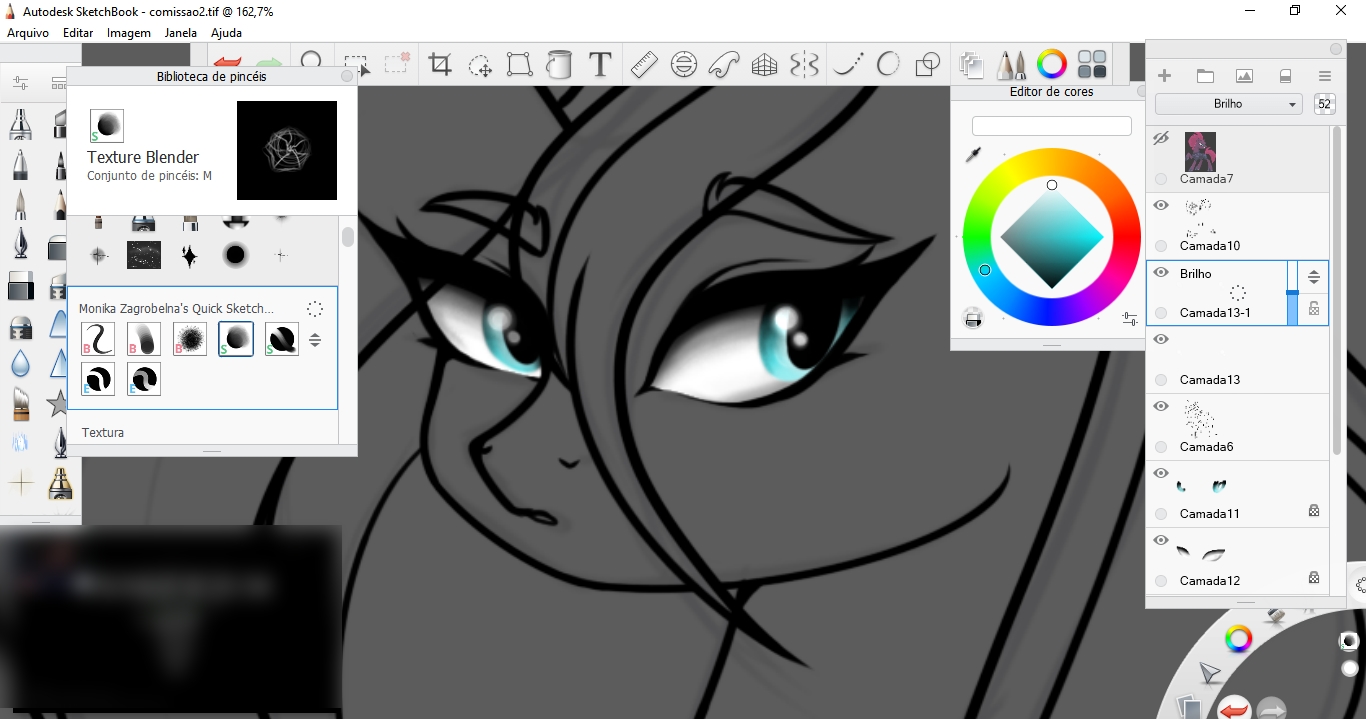 Autodesk SketchBook - comissao2.tif @ 162,7%
Arquivo Editar Imagem Janela Ajuda
T
Biblioteca de pincéis
S
Texture Blender
Conjunto de pincéis: M
Monika Zagrobelna's Quick Sketch...
B B B S S
E E
Textura
Editor de cores
Brilho 52
Camada7
Camada10
Brilho
Camada13-1
Camada13
Camada6
Camada11
Camada12